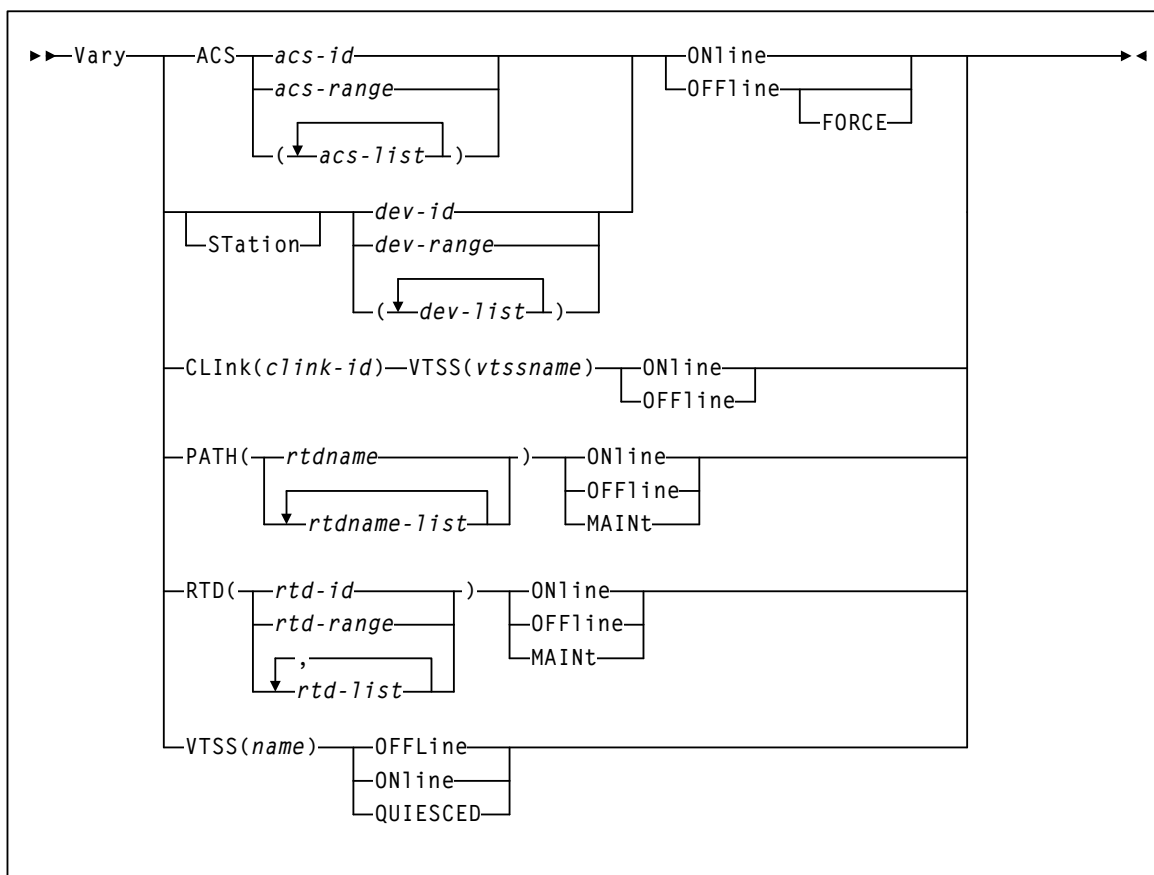 Vary ACS acs-id ONline
acs-range OFFline
FORCE
( acs-list )
dev-id
STation dev-range
( dev-list )
CLInk(clink-id) VTSS(vtssname) ONline
OFFline
PATH( rtdname ) ONline
OFFline
rtdname-list MAINt
RTD( rtd-id ) ONline
rtd-range OFFline
, MAINt
rtd-list
VTSS(name) OFFLine
ONline
QUIESCED